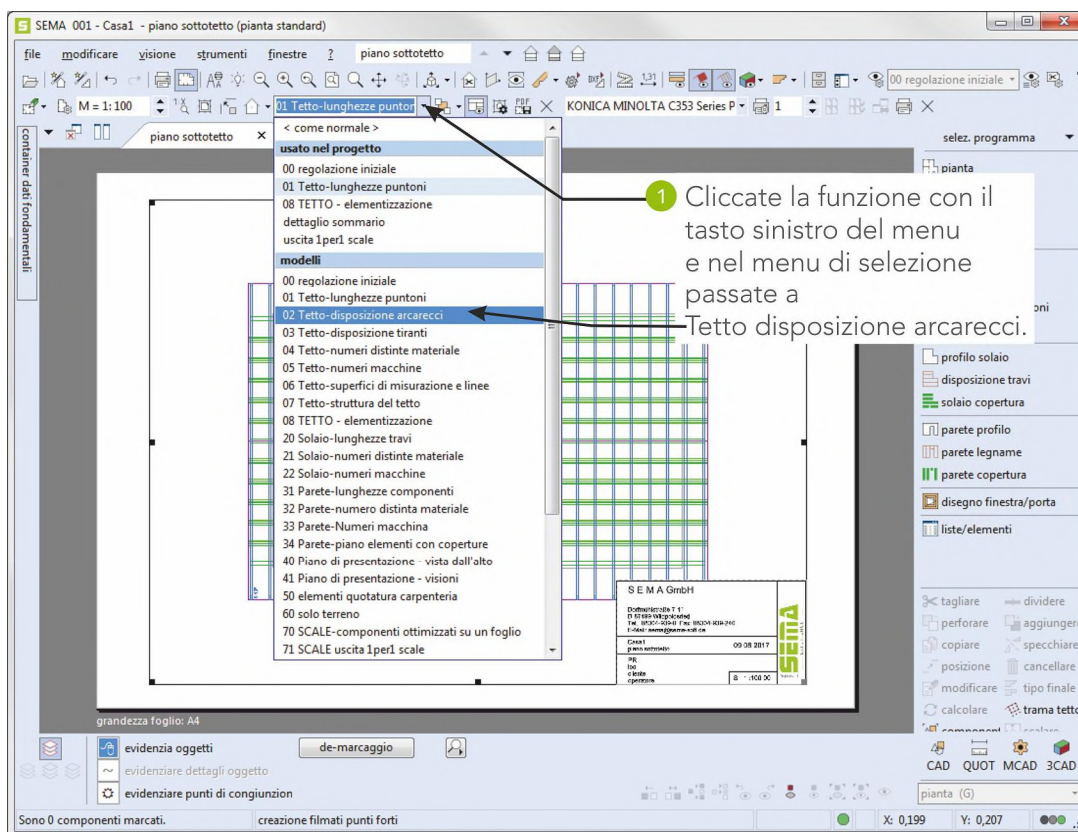 SEMA 001 - Casa1 - piano sottotetto (pianta standard)
file modificare visione strumenti finestre ? piano sottotetto
00 regolazione iniziale
M = 1: 100 01 Tetto-lunghezze puntor KONICA MINOLTA C353 Series P 1
container dati fondamentali
piano sottotetto
selez. programma
< come normale >
usato nel progetto
00 regolazione iniziale
01 Tetto-lunghezze puntoni
08 TETTO - elementizzazione
dettaglio sommario
uscita 1per1 scale
modelli
00 regolazione iniziale
01 Tetto-lunghezze puntoni
02 Tetto-disposizione arcarecci
03 Tetto-disposizione tiranti
04 Tetto-numeri distinte materiale
05 Tetto-numeri macchine
06 Tetto-superfici di misurazione e linee
07 Tetto-struttura del tetto
08 TETTO - elementizzazione
20 Solaio-lunghezze travi
21 Solaio-numeri distinte materiale
22 Solaio-numeri macchine
31 Parete-lunghezze componenti
32 Parete-numero distinta materiale
33 Parete-Numeri macchina
34 Parete-piano elementi con coperture
40 Piano di presentazione - vista dall'alto
41 Piano di presentazione - visioni
50 elementi quotatura carpenteria
60 solo terreno
70 SCALE-componenti ottimizzati su un foglio
71 SCALE uscita 1per1 scale
1 Cliccate la funzione con il
tasto sinistro del menu
e nel menu di selezione
passate a
Tetto disposizione arcarecci.
pianta
oni
profilo solaio
disposizione travi
solaio copertura
parete profilo
parete legname
parete copertura
disegno finestra/porta
liste/elementi
tagliare dividere
perforare aggiungere
copiare specchiare
posizione cancellare
modificare tipo finale
calcolare trama tetto
CAD QUOT MCAD 3CAD
pianta (G)
S E M A GmbH
Casa1
piano sottotetto
09 08 2017
cliente
operatore
SEMA
grandezza foglio: A4
evidenzia oggetti de-marcaggio
evidenziare dettagli oggetto
evidenziare punti di congiunzion
Sono 0 componenti marcati. creazione filmati punti forti X: 0,199 Y: 0,207